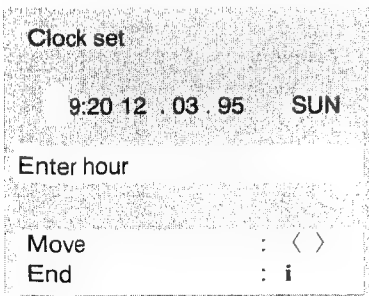 Clock set
9:20 12 . 03 . 95 SUN
Enter hour
Move : 〈 〉
End : i